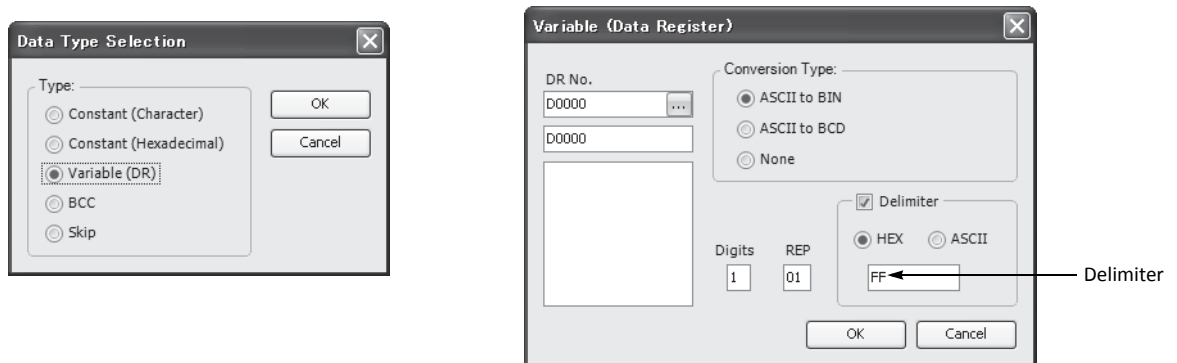 Data Type Selection
Type:
Constant (Character)
Constant (Hexadecimal)
Variable (DR)
BCC
Skip
OK
Cancel
Variable (Data Register)
DR No.
D0000
...
D0000
Conversion Type:
ASCII to BIN
ASCII to BCD
None
Digits
1
REP
01
Delimiter
HEX
ASCII
FF
Delimiter
OK
Cancel